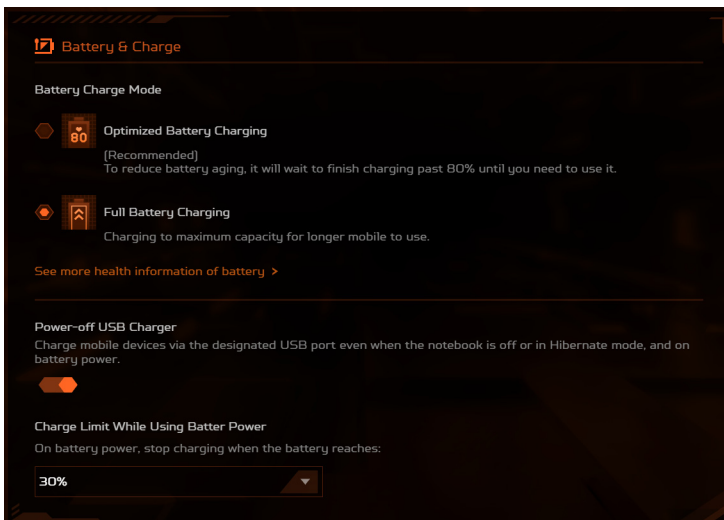 Battery & Charge
Battery Charge Mode
80
Optimized Battery Charging
(Recommended)
To reduce battery aging, it will wait to finish charging past 80% until you need to use it.
Full Battery Charging
Charging to maximum capacity for longer mobile to use.
See more health information of battery >
Power-off USB Charger
Charge mobile devices via the designated USB port even when the notebook is off or in Hibernate mode, and on
battery power.
Charge Limit While Using Batter Power
On battery power, stop charging when the battery reaches:
30%